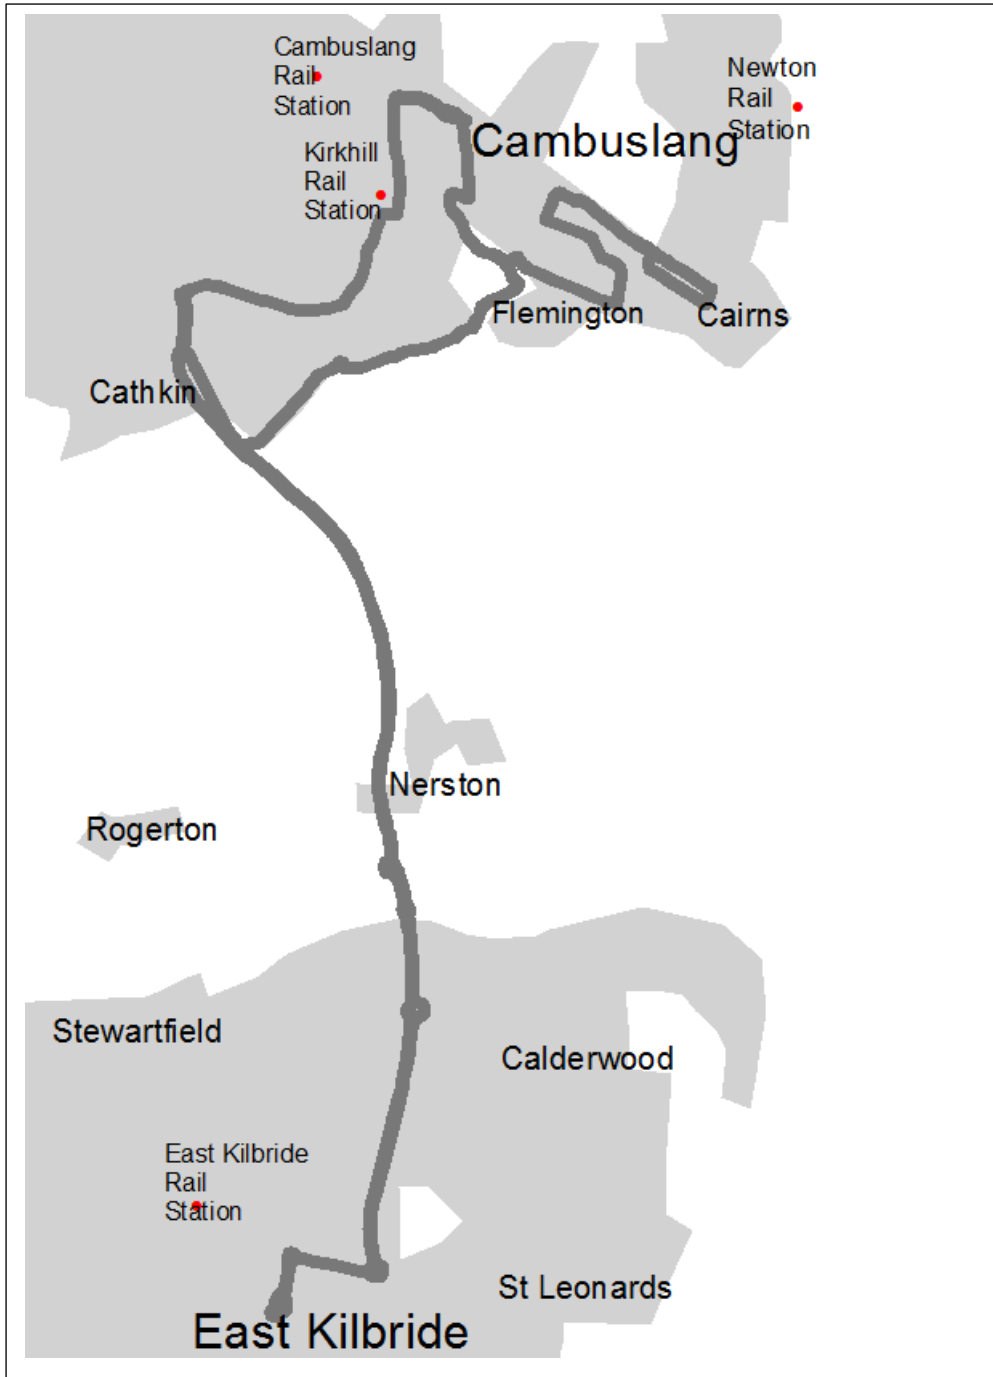 Cambuslang
Rail
Station
Newton
Rail
Station
Cambuslang
Kirkhill
Rail
Station
Flemington
Cairns
Cathkin
Nerston
Rogerton
Stewartfield
Calderwood
East Kilbride
Rail
Station
St Leonards
East Kilbride